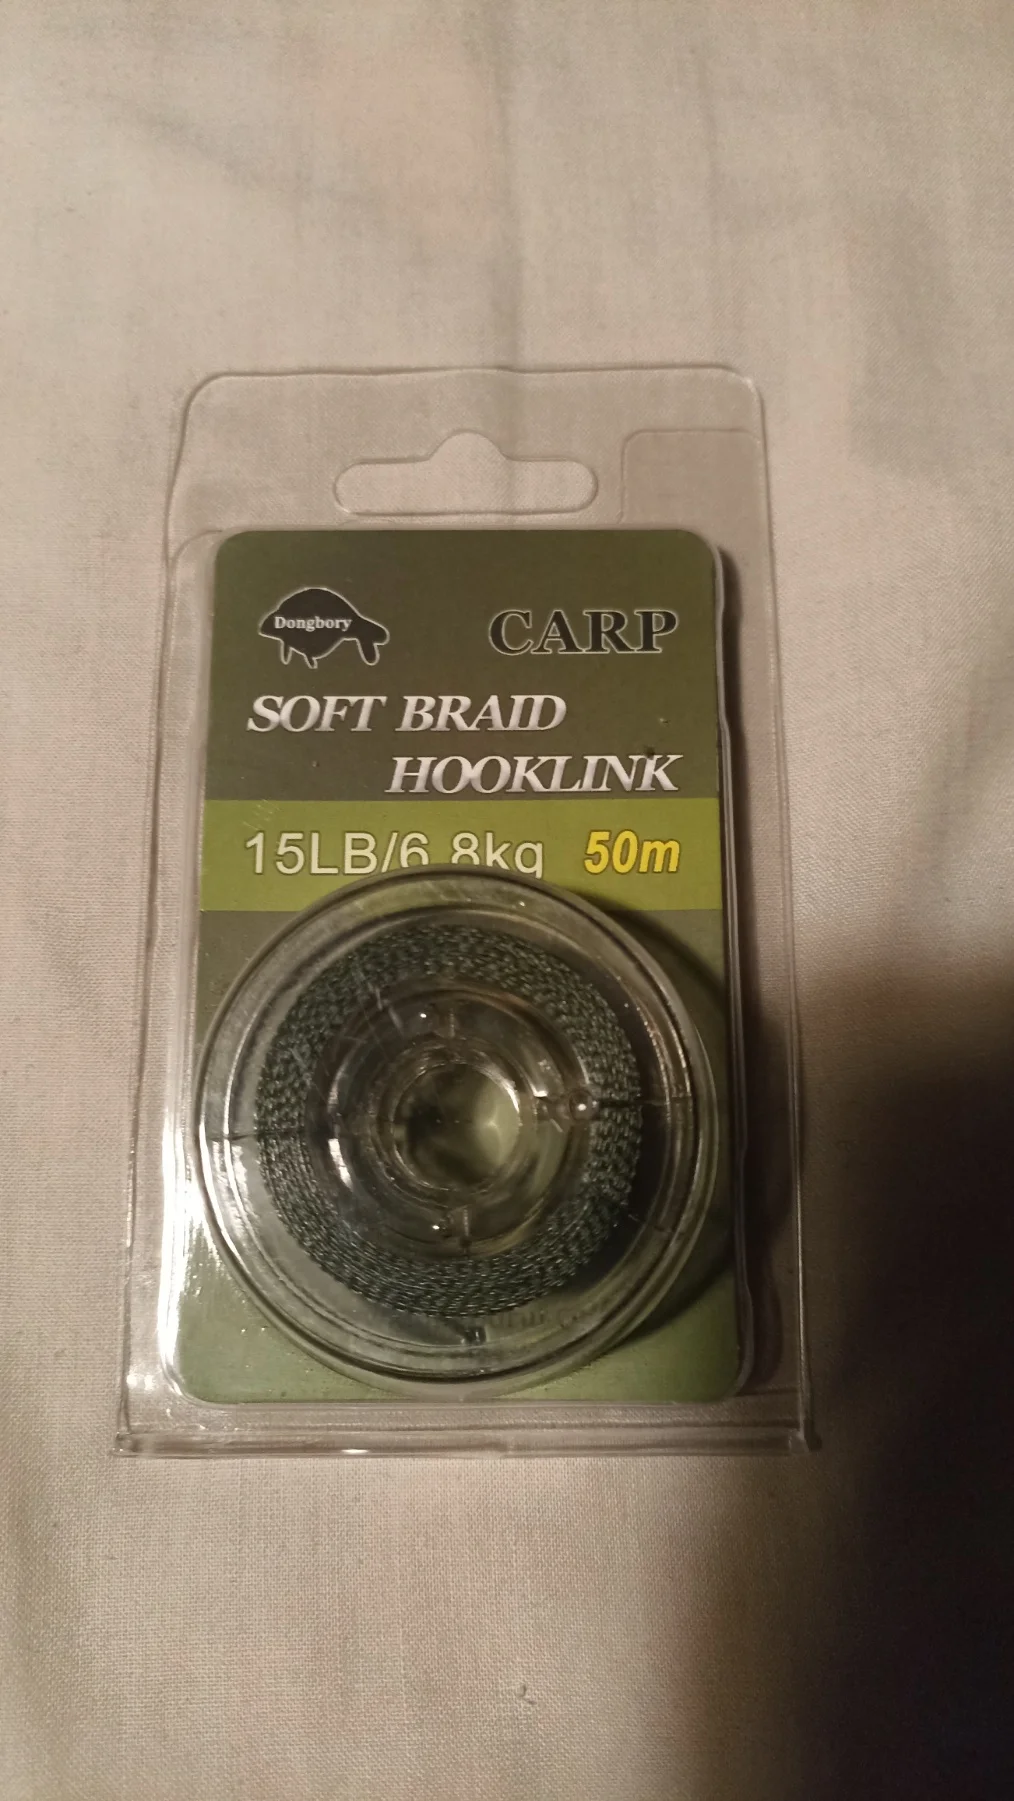 Dongbory
CARP
SOFT BRAID
HOOKLINK
15LB/6.8kg 50m